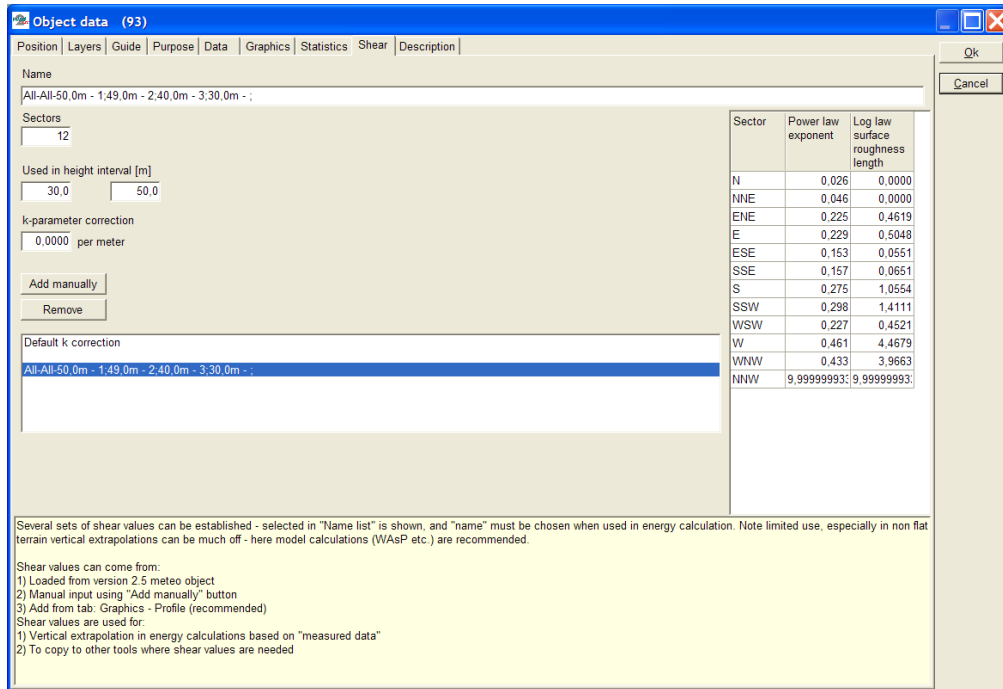 Object data (93)
Position Layers Guide Purpose Data Graphics Statistics Shear Description
Ok
Cancel
Name
All-All-50,0m - 1;49,0m - 2;40,0m - 3;30,0m - ;
Sectors
12
Used in height interval [m]
30,0 50,0
k-parameter correction
0,0000 per meter
Add manually
Remove
Default k correction
All-All-50,0m - 1;49,0m - 2;40,0m - 3;30,0m - ;
Sector Power law exponent Log law surface roughness length
N 0,026 0,0000
NNE 0,046 0,0000
ENE 0,225 0,4619
E 0,229 0,5048
ESE 0,153 0,0551
SSE 0,157 0,0651
S 0,275 1,0554
SSW 0,298 1,4111
WSW 0,227 0,4521
W 0,461 4,4679
WNW 0,433 3,9663
NNW
Several sets of shear values can be established - selected in "Name list" is shown, and "name" must be chosen when used in energy calculation. Note limited use, especially in non flat
terrain vertical extrapolations can be much off - here model calculations (WAsP etc.) are recommended.
Shear values can come from:
1) Loaded from version 2.5 meteo object
2) Manual input using "Add manually" button
3) Add from tab: Graphics - Profile (recommended)
Shear values are used for:
1) Vertical extrapolation in energy calculations based on "measured data"
2) To copy to other tools where shear values are needed